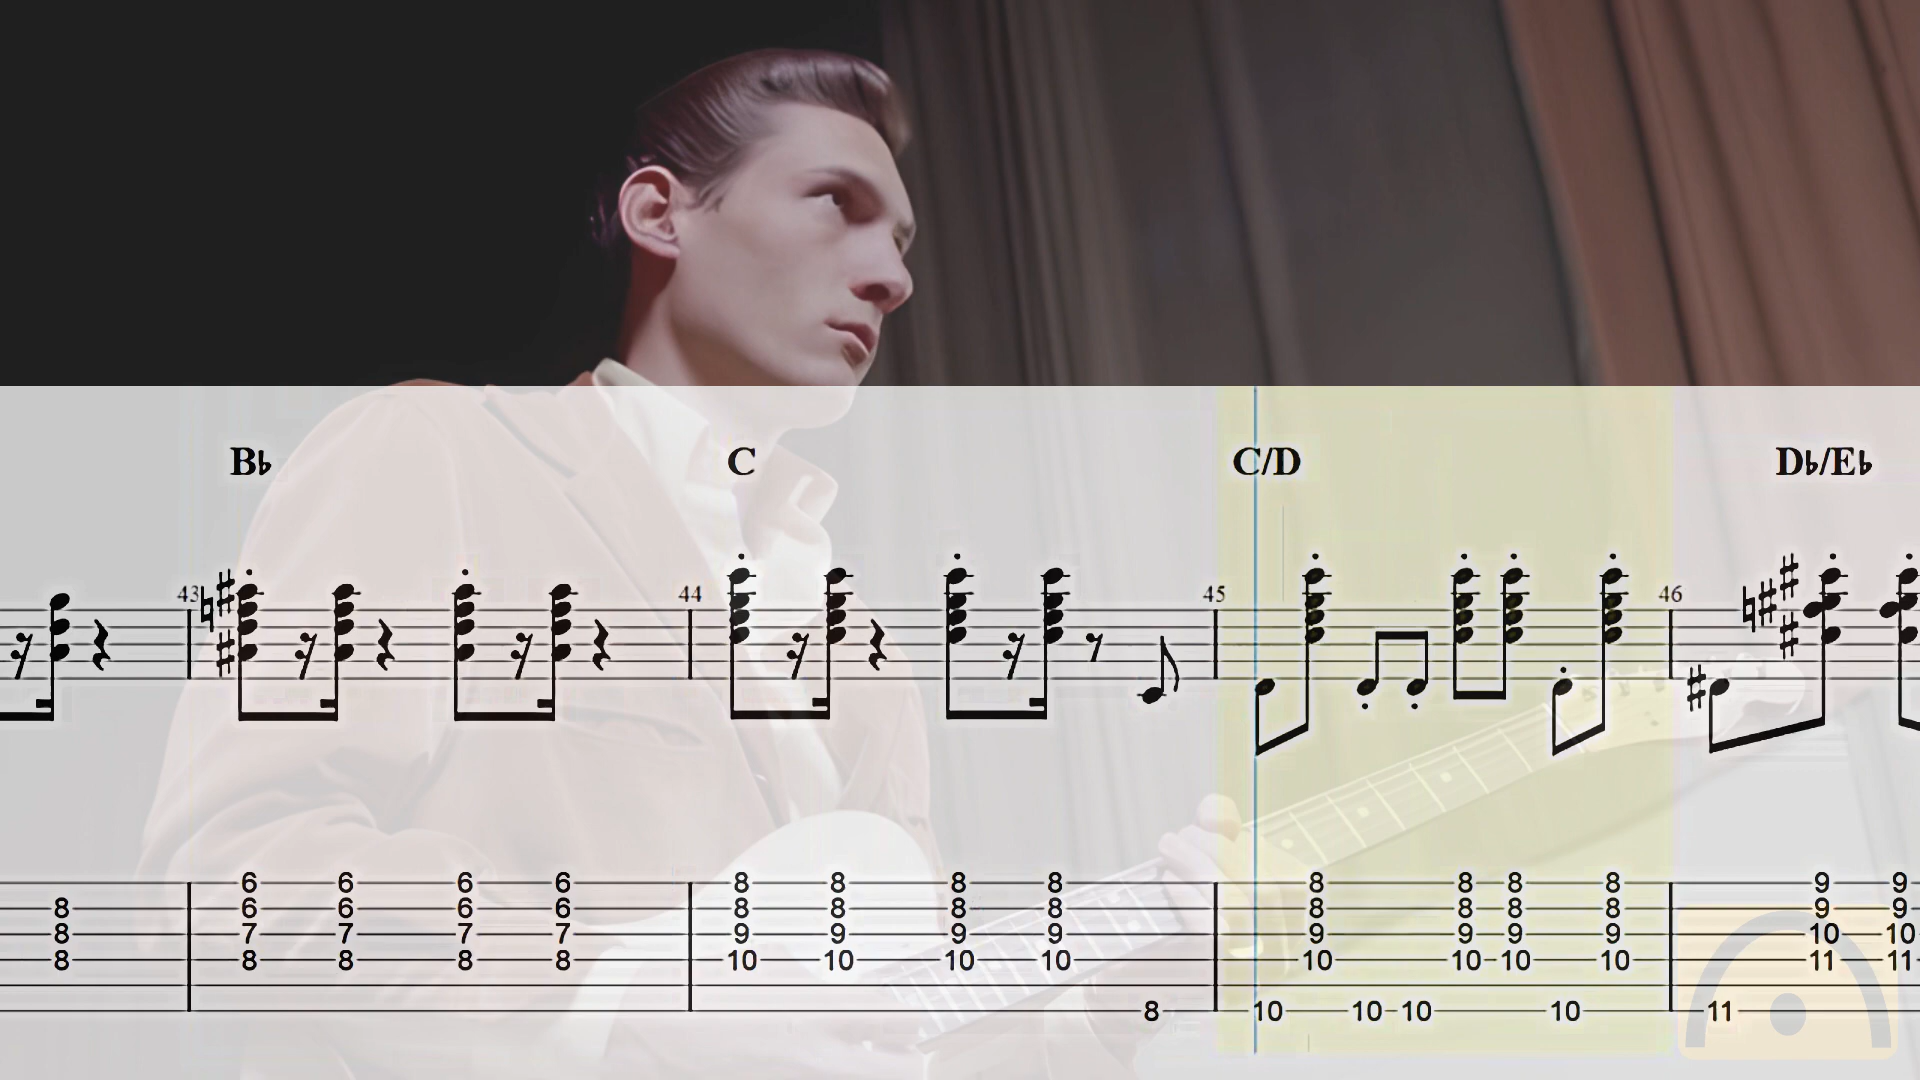 B♭ C C/D D♭/E♭
43 44 45 46
6 6 6 6 8 8 8 8 8 8 8 8 9 9
8 6 6 6 6 8 8 8 8 8 8 8 8 9 9
8 7 7 7 7 9 9 9 9 9 9 9 9 10 10
8 8 8 8 8 10 10 10 10 10 10 10 10 11 11
8 10 10 10 10 11